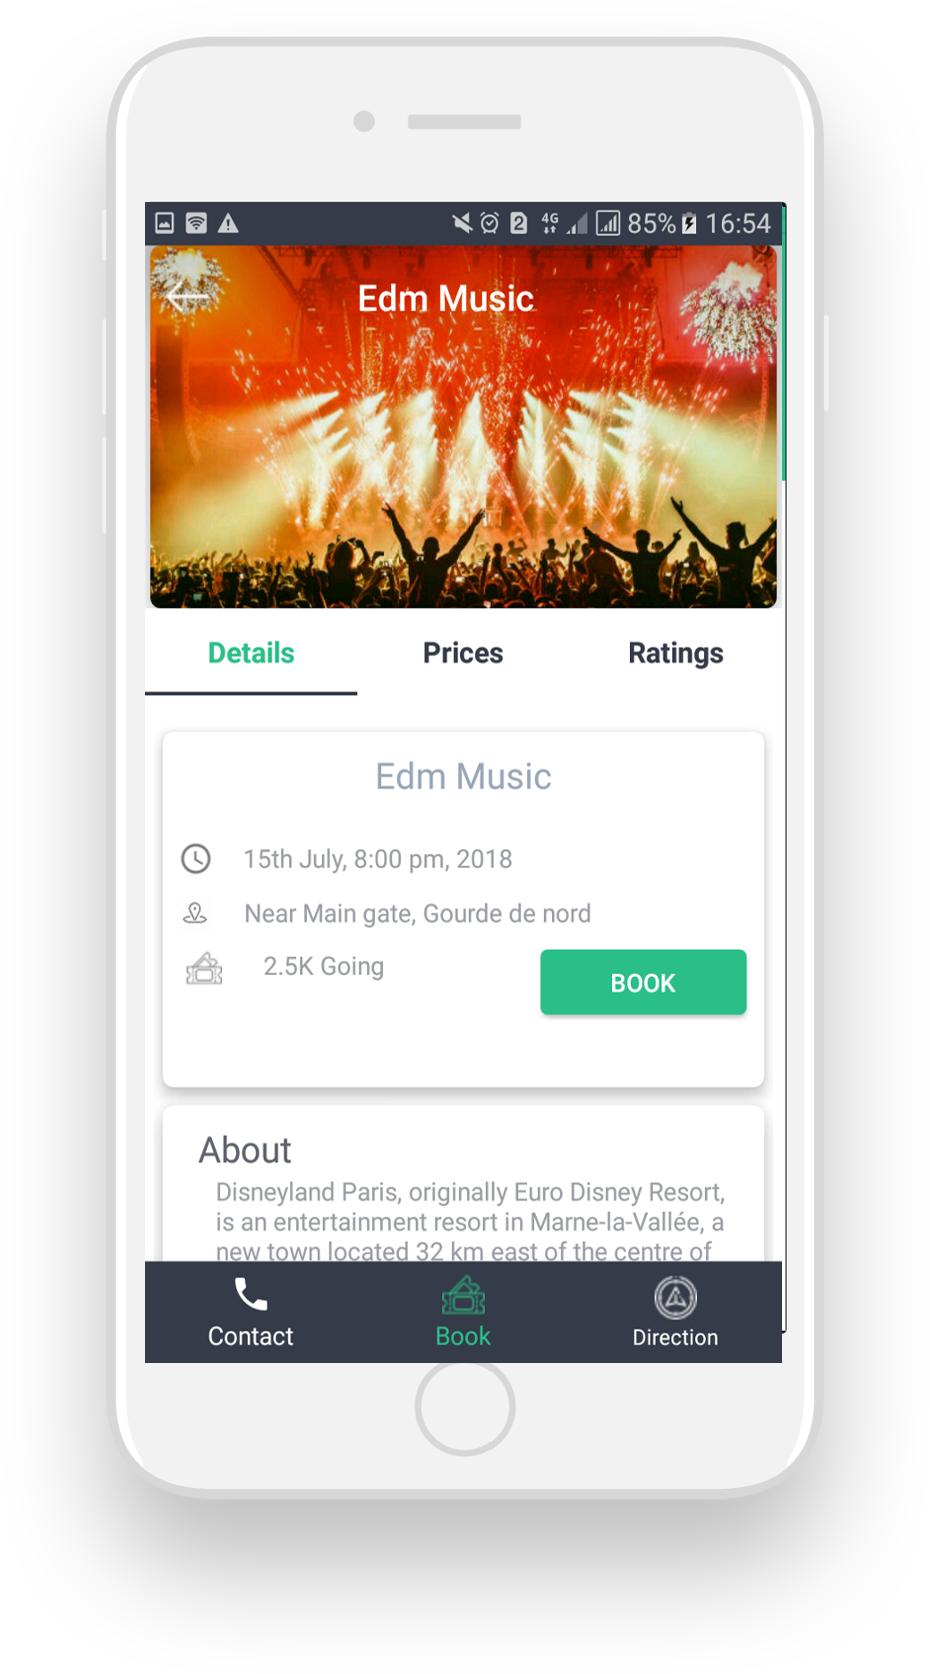 2 4G 85% 16:54
Edm Music
Details Prices Ratings
Edm Music
15th July, 8:00 pm, 2018
Near Main gate, Gourde de nord
2.5K Going
BOOK
About
Disneyland Paris, originally Euro Disney Resort,
is an entertainment resort in Marne-la-Vallée, a
new town located 32 km east of the centre of
Contact Book Direction